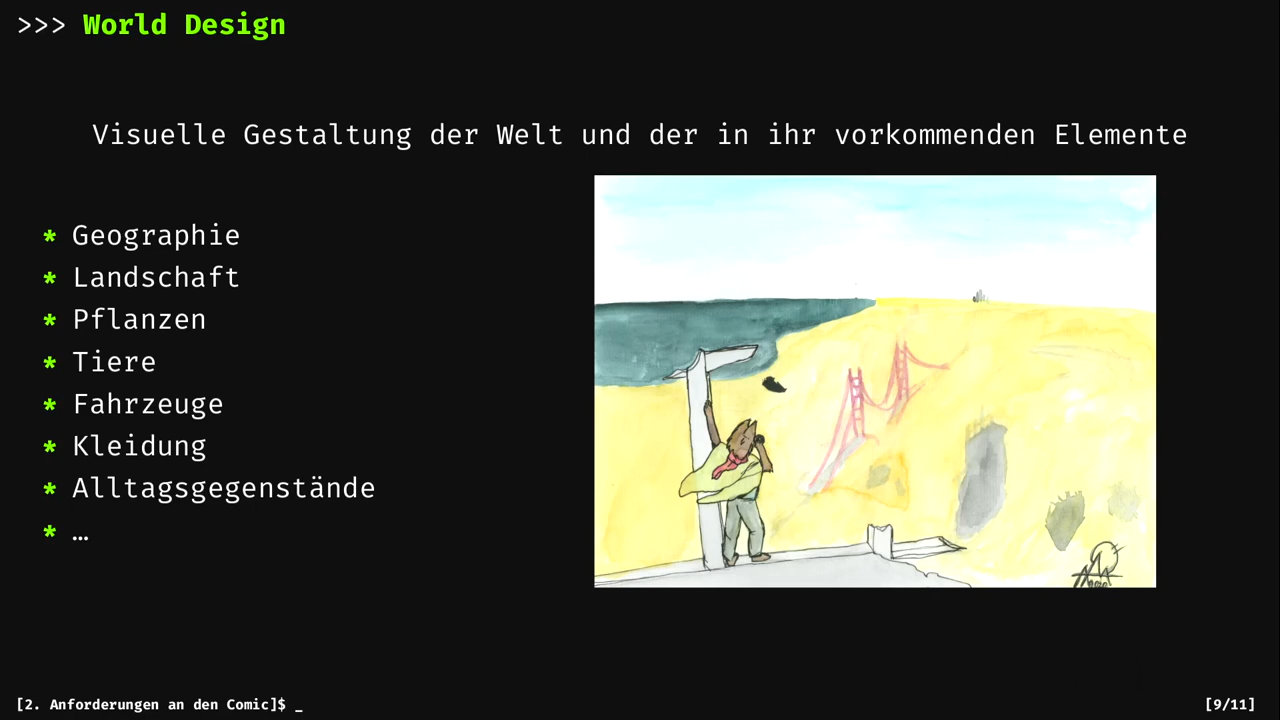 >>> World Design
Visuelle Gestaltung der Welt und der in ihr vorkommenden Elemente
* Geographie
* Landschaft
* Pflanzen
* Tiere
* Fahrzeuge
* Kleidung
* Alltagsgegenstände
* …
[2. Anforderungen an den Comic]$ _
[9/11]